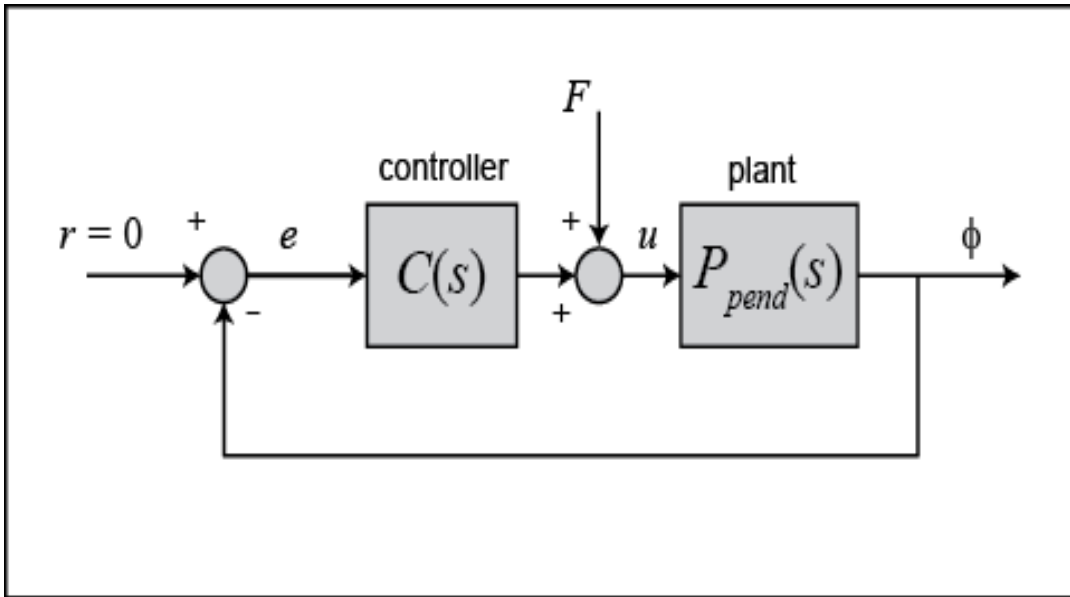 F
controller
plant
r = 0
+
e
C(s)
+
u
P_pend(s)
ϕ
-
+